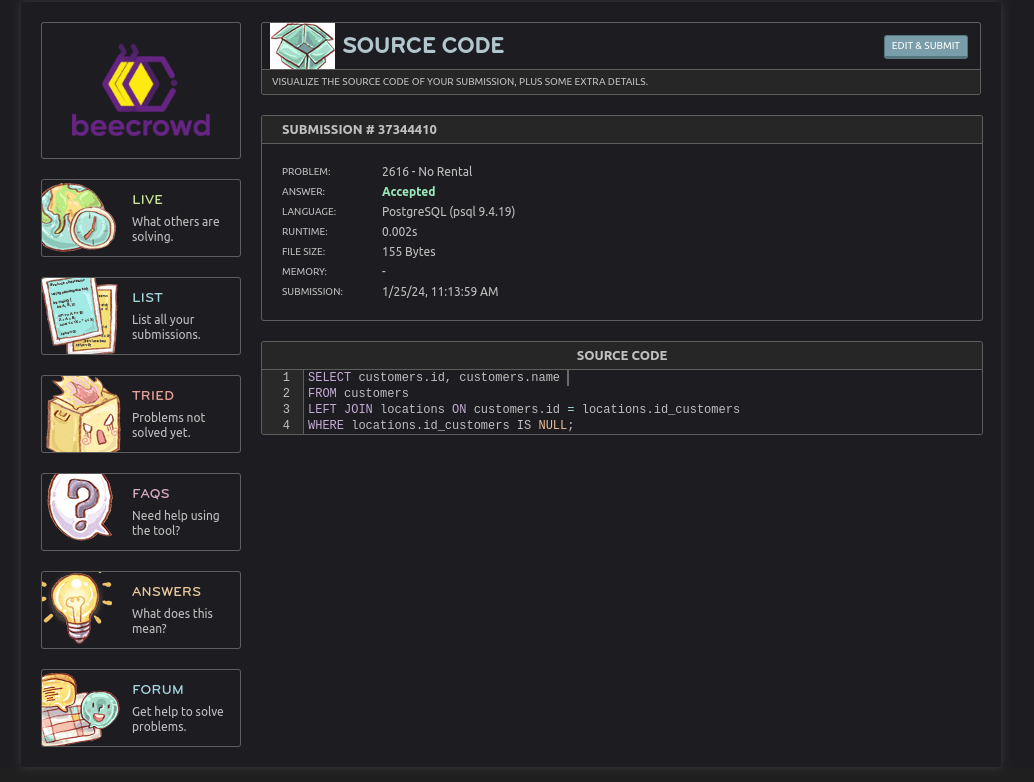 beecrowd
LIVE
What others are
solving.
LIST
List all your
submissions.
TRIED
Problems not
solved yet.
FAQS
Need help using
the tool?
ANSWERS
What does this
mean?
FORUM
Get help to solve
problems.
SOURCE CODE
EDIT & SUBMIT
VISUALIZE THE SOURCE CODE OF YOUR SUBMISSION, PLUS SOME EXTRA DETAILS.
SUBMISSION # 37344410
PROBLEM: 2616 - No Rental
ANSWER: Accepted
LANGUAGE: PostgreSQL (psql 9.4.19)
RUNTIME: 0.002s
FILE SIZE: 155 Bytes
MEMORY: -
SUBMISSION: 1/25/24, 11:13:59 AM
SOURCE CODE
1 SELECT customers.id, customers.name
2 FROM customers
3 LEFT JOIN locations ON customers.id = locations.id_customers
4 WHERE locations.id_customers IS NULL;